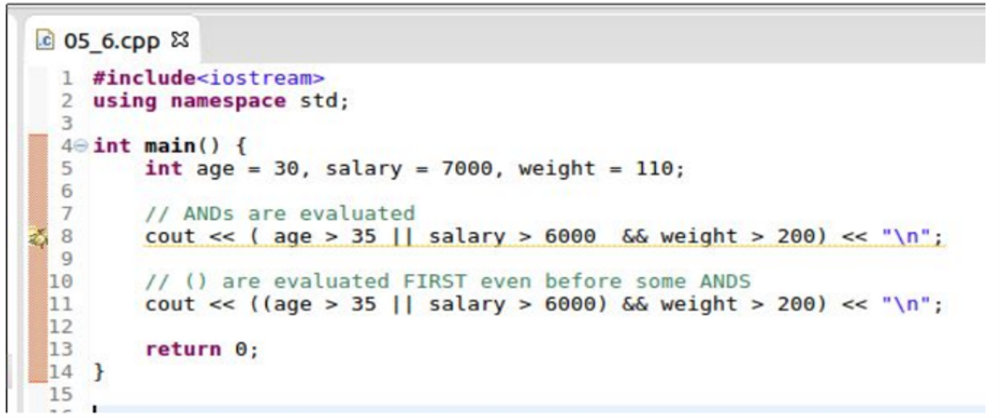 05_6.cpp
1 #include<iostream>
2 using namespace std;
3
4 int main() {
5     int age = 30, salary = 7000, weight = 110;
6
7     // ANDs are evaluated
8     cout << ( age > 35 || salary > 6000  && weight > 200) << "\n";
9
10     // () are evaluated FIRST even before some ANDS
11     cout << ((age > 35 || salary > 6000) && weight > 200) << "\n";
12
13     return 0;
14 }
15